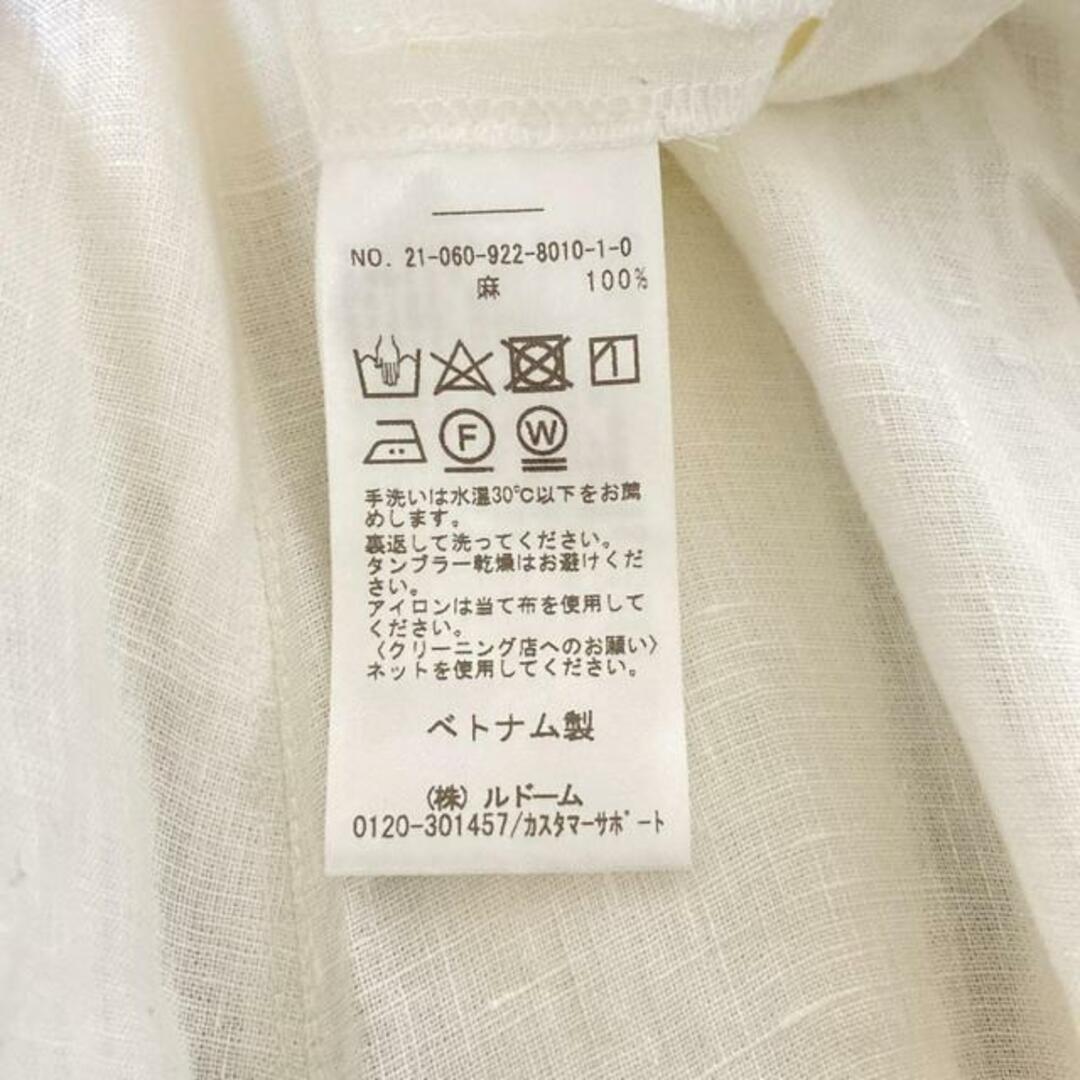 NO. 21-060-922-8010-1-0
麻 100%
F W
手洗いは水温30℃以下をお薦
めします。
裏返して洗ってください。
タンブラー乾燥はお避けくだ
さい。
アイロンは当て布を使用して
ください。
〈クリーニング店へのお願い〉
ネットを使用してください。
ベトナム製
(株) ルドーム
0120-301457/カスタマーサポート